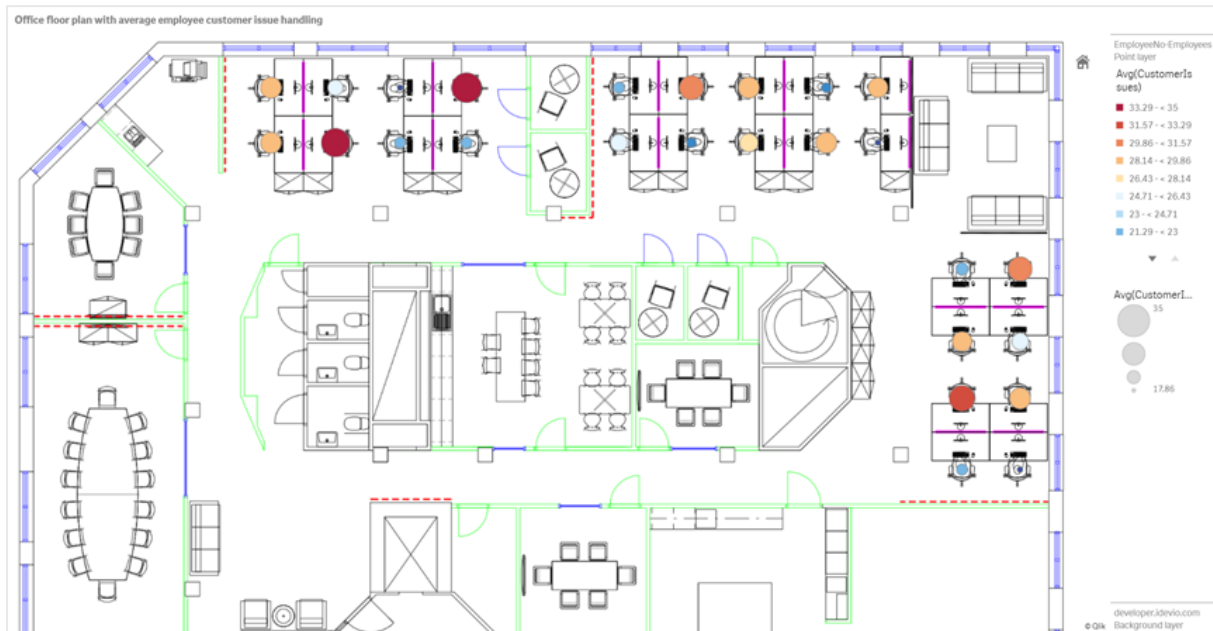 Office floor plan with average employee customer issue handling
EmployeeNo-Employees
Point layer
Avg(CustomerIs
sues)
33.29 - < 35
31.57 - < 33.29
29.86 - < 31.57
28.14 - < 29.86
26.43 - < 28.14
24.71 - < 26.43
23 - < 24.71
21.29 - < 23
Avg(CustomerI...
35
17.86
developer.idevio.com
© Qlik
Background layer